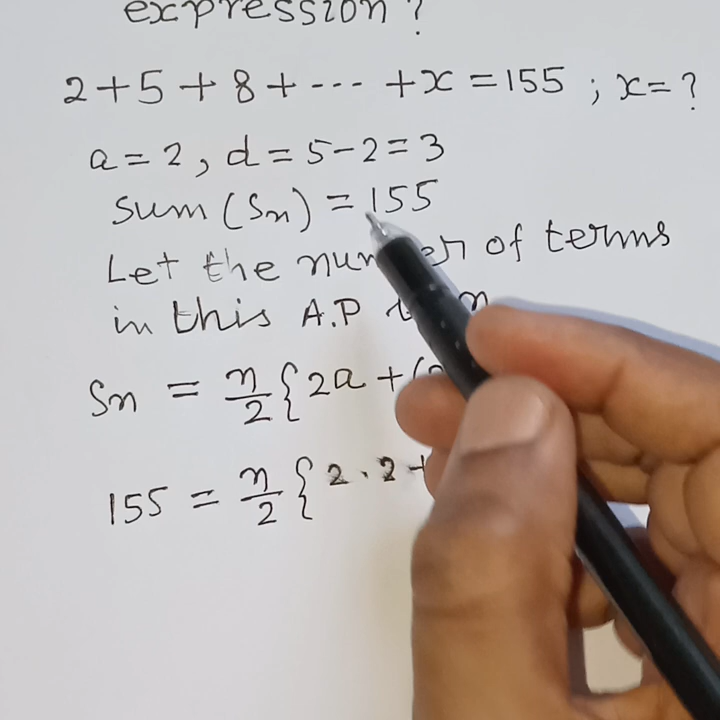 expression?
2+5+8+---+x=155 ; x=?
a=2, d=5-2=3
Sum (Sn) =155
Let the of terms
in this A.P n
Sn = n/2 {2a+(
155 = n/2 {2.2+